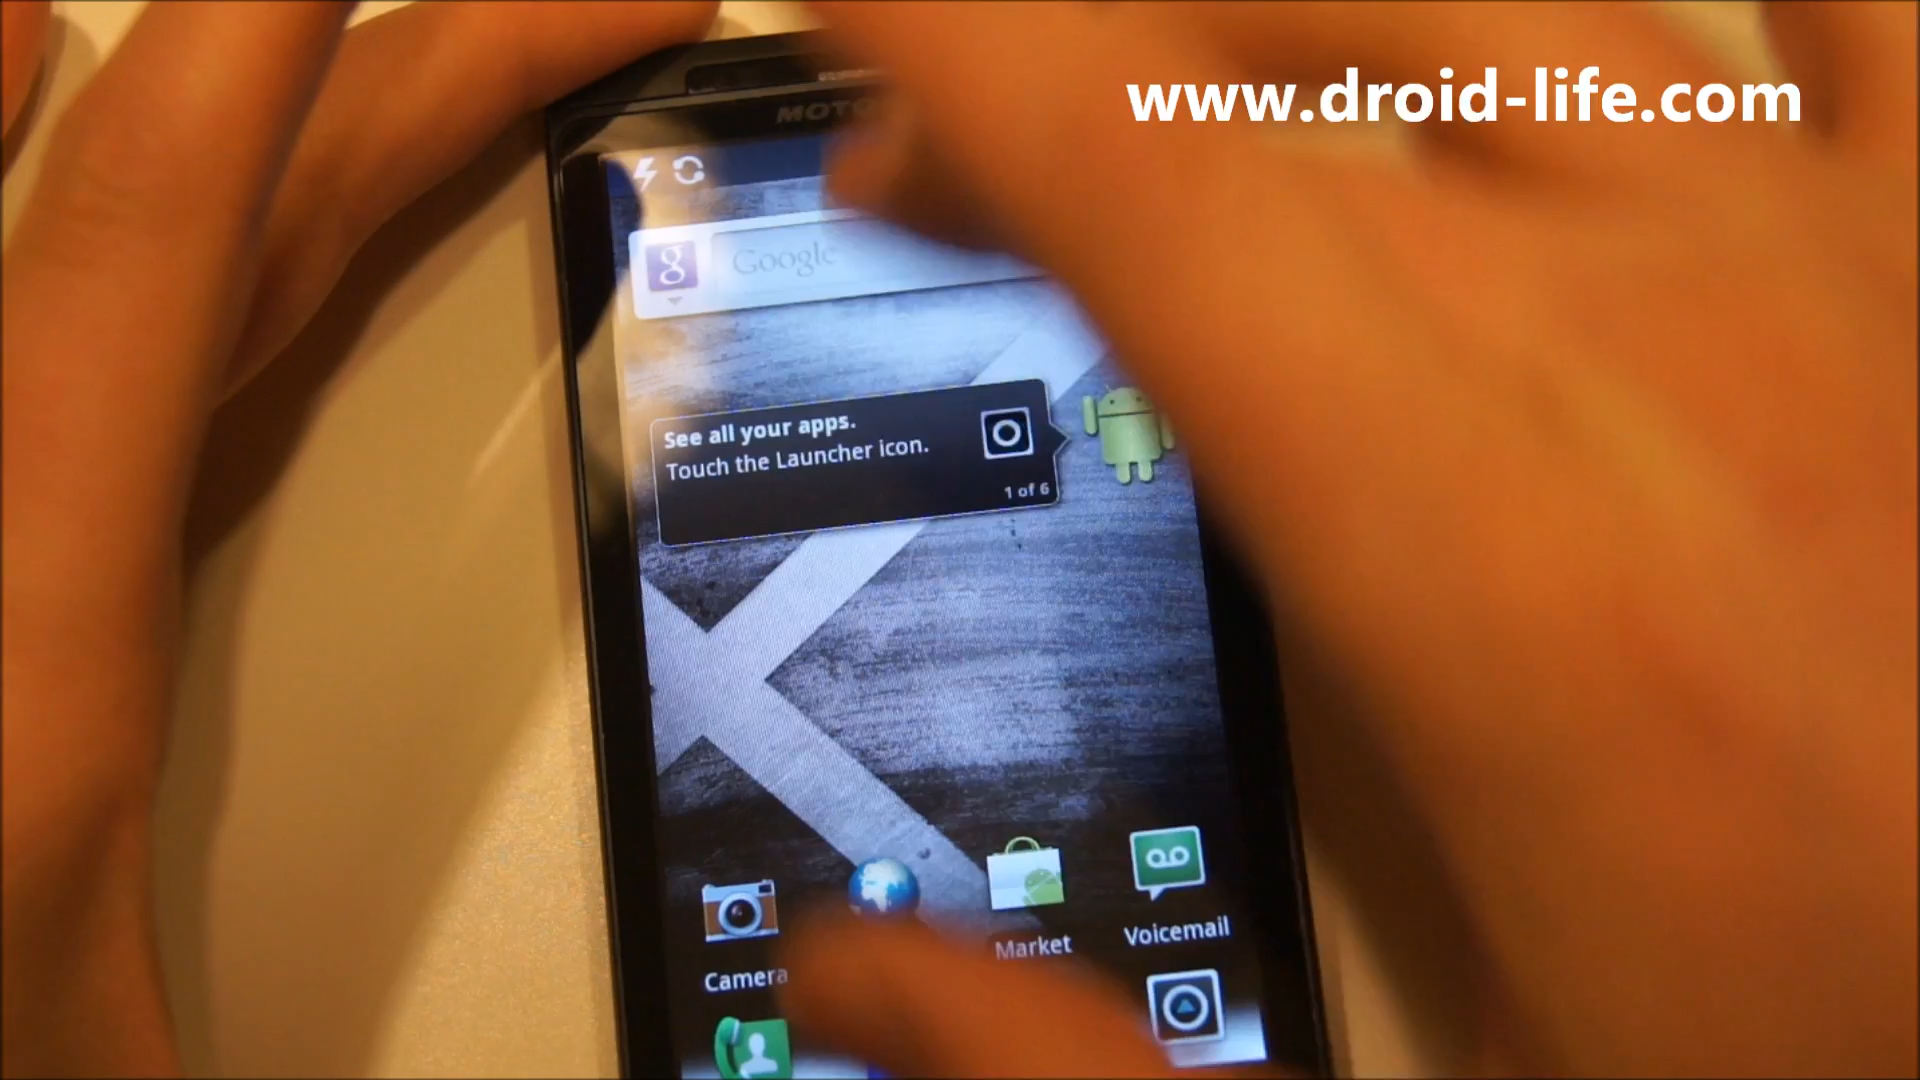 www.droid-life.com
MOTO
g Google
See all your apps.
Touch the Launcher icon.
1 of 6
Market
Voicemail
Camera